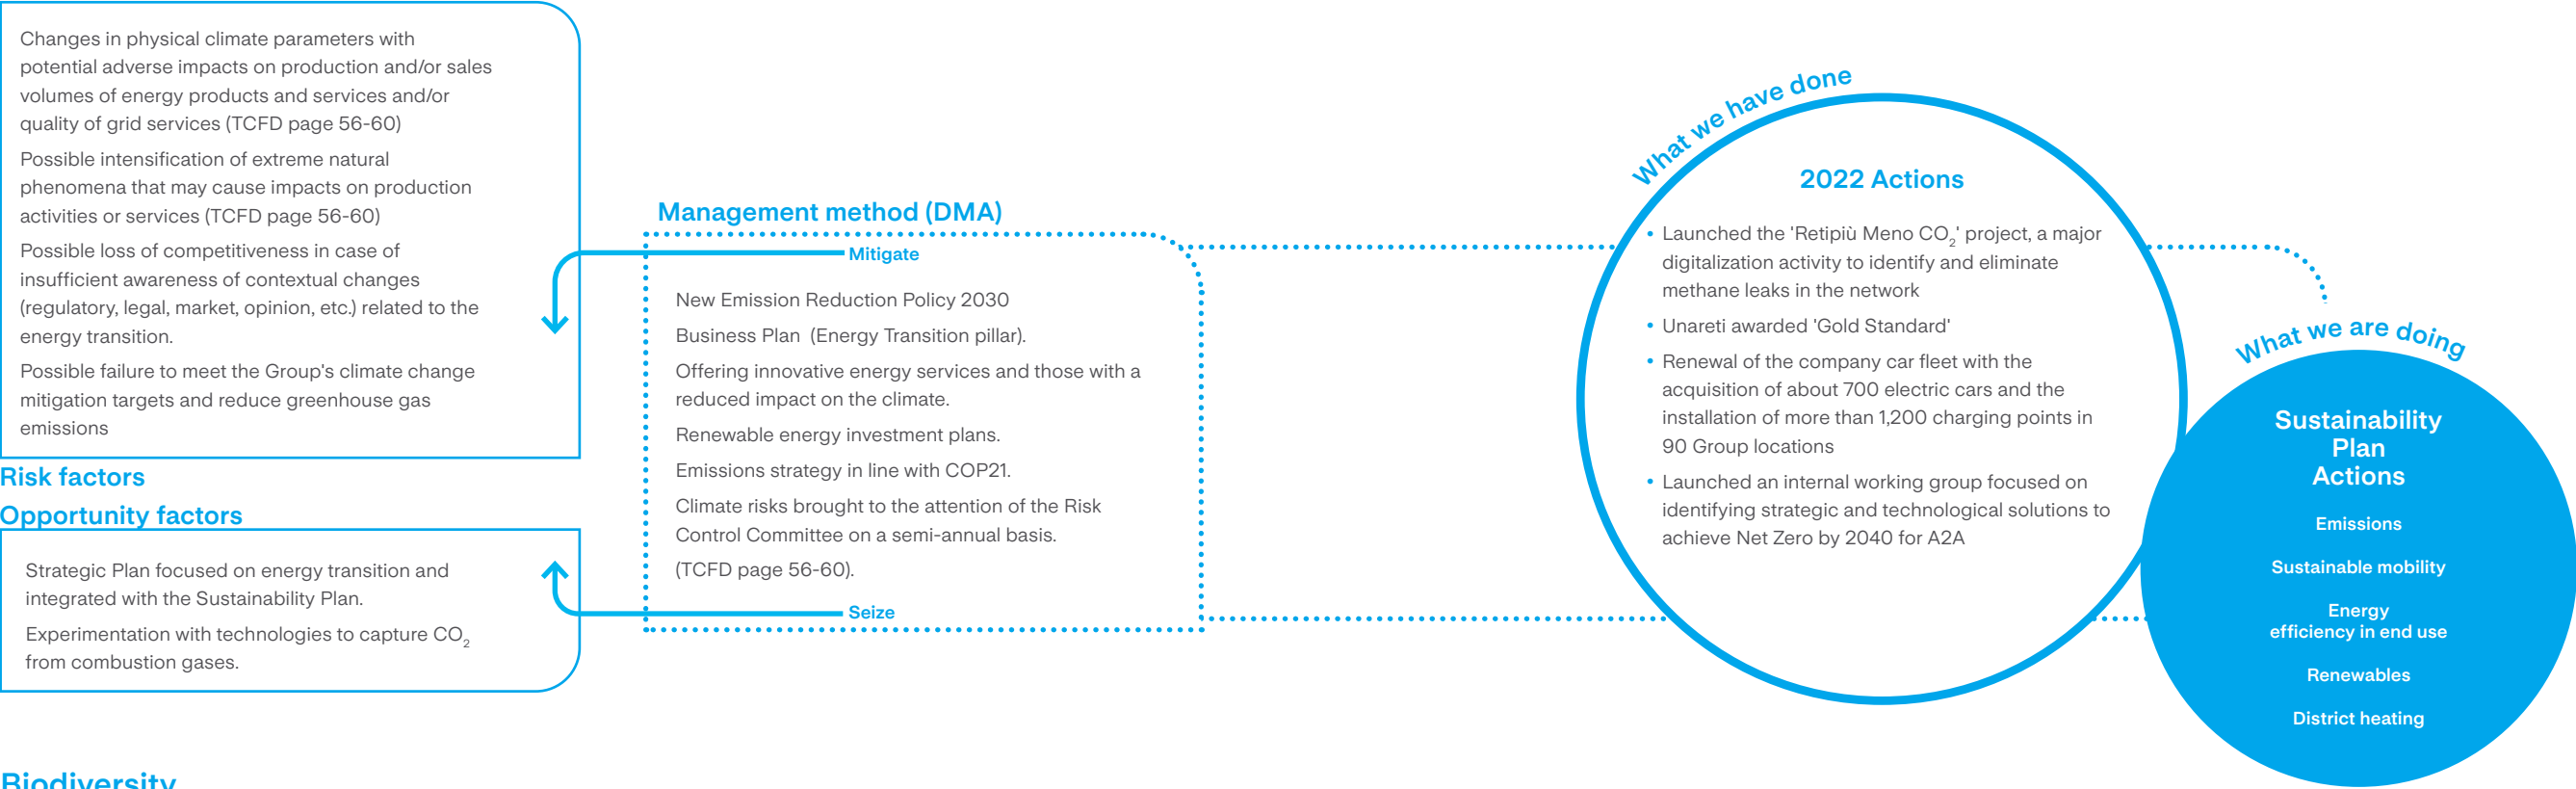 Changes in physical climate parameters with
potential adverse impacts on production and/or sales
volumes of energy products and services and/or
quality of grid services (TCFD page 56-60)
Possible intensification of extreme natural
phenomena that may cause impacts on production
activities or services (TCFD page 56-60)
Possible loss of competitiveness in case of
insufficient awareness of contextual changes
(regulatory, legal, market, opinion, etc.) related to the
energy transition.
Possible failure to meet the Group's climate change
mitigation targets and reduce greenhouse gas
emissions
Risk factors
Opportunity factors
Strategic Plan focused on energy transition and
integrated with the Sustainability Plan.
Experimentation with technologies to capture CO₂
from combustion gases.
Management method (DMA)
Mitigate
New Emission Reduction Policy 2030
Business Plan (Energy Transition pillar).
Offering innovative energy services and those with a
reduced impact on the climate.
Renewable energy investment plans.
Emissions strategy in line with COP21.
Climate risks brought to the attention of the Risk
Control Committee on a semi-annual basis.
(TCFD page 56-60).
Seize
What we have done
2022 Actions
• Launched the 'Retipiù Meno CO₂' project, a major
digitalization activity to identify and eliminate
methane leaks in the network
• Unareti awarded 'Gold Standard'
• Renewal of the company car fleet with the
acquisition of about 700 electric cars and the
installation of more than 1,200 charging points in
90 Group locations
• Launched an internal working group focused on
identifying strategic and technological solutions to
achieve Net Zero by 2040 for A2A
What we are doing
Sustainability
Plan
Actions
Emissions
Sustainable mobility
Energy
efficiency in end use
Renewables
District heating
Biodiversity